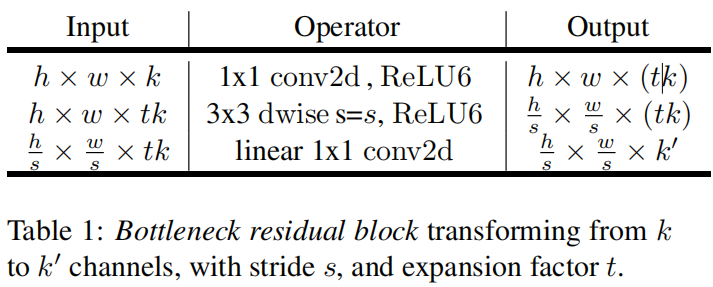 Input Operator Output
h × w × k 1x1 conv2d , ReLU6 h × w × (tk)
h × w × tk 3x3 dwise s=s, ReLU6 h/s × w/s × (tk)
h/s × w/s × tk linear 1x1 conv2d h/s × w/s × k′
Table 1: Bottleneck residual block transforming from k
to k′ channels, with stride s, and expansion factor t.